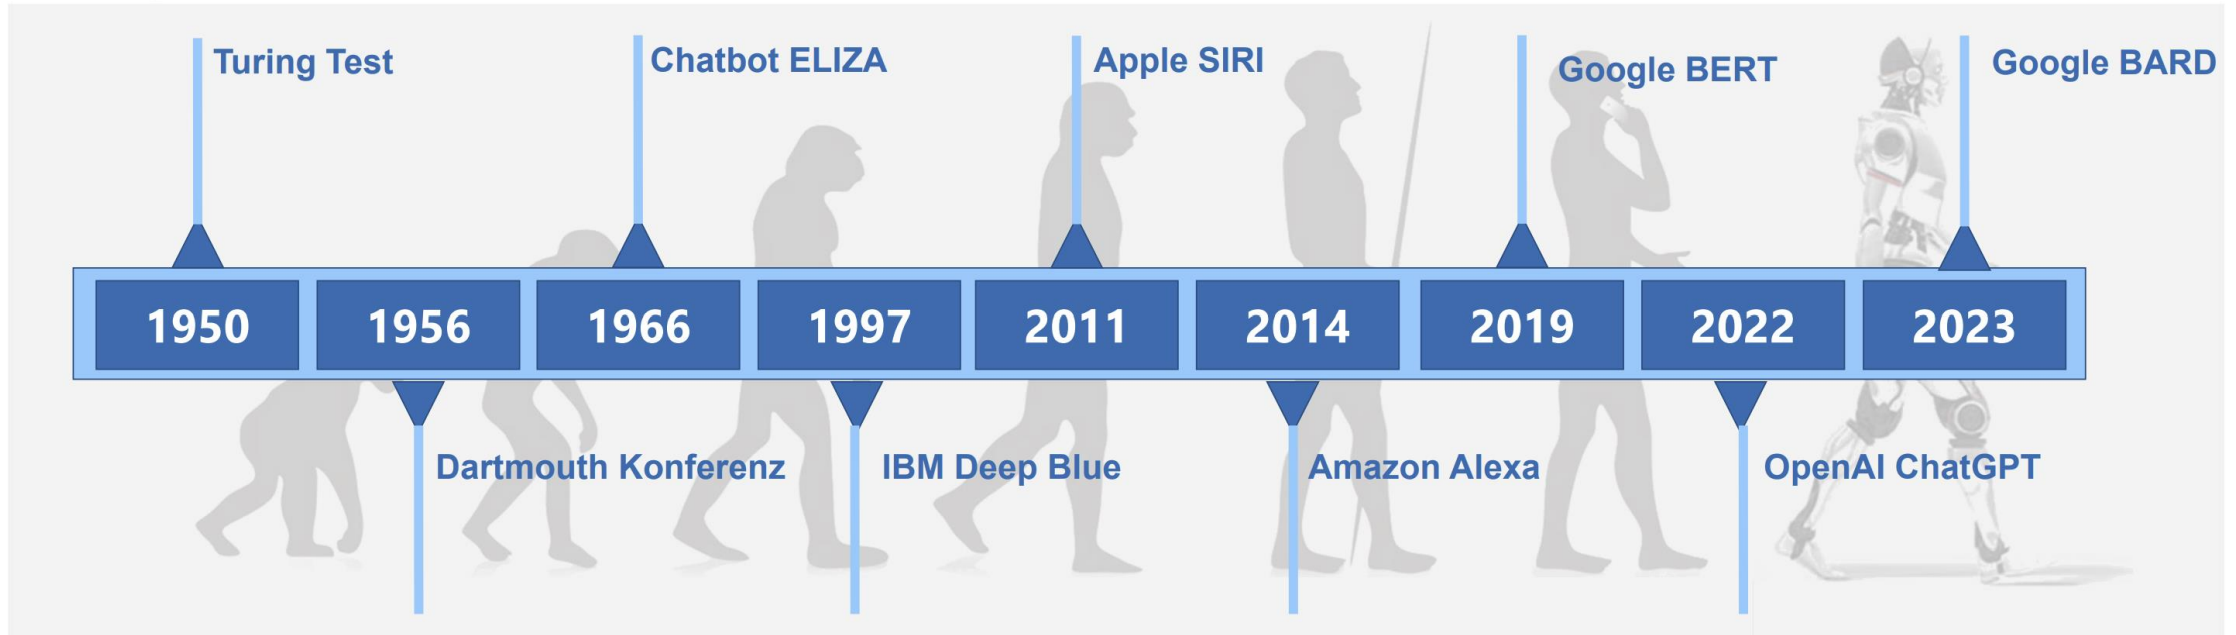 Turing Test
Chatbot ELIZA
Apple SIRI
Google BERT
Google BARD
1950
1956
1966
1997
2011
2014
2019
2022
2023
Dartmouth Konferenz
IBM Deep Blue
Amazon Alexa
OpenAI ChatGPT